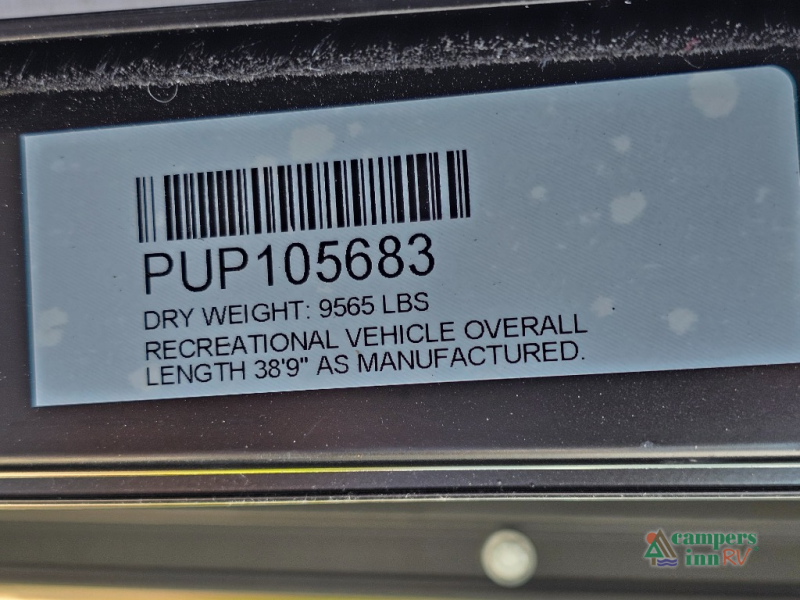 PUP105683
DRY WEIGHT: 9565 LBS
RECREATIONAL VEHICLE OVERALL
LENGTH 38'9" AS MANUFACTURED.
campers
inn RV